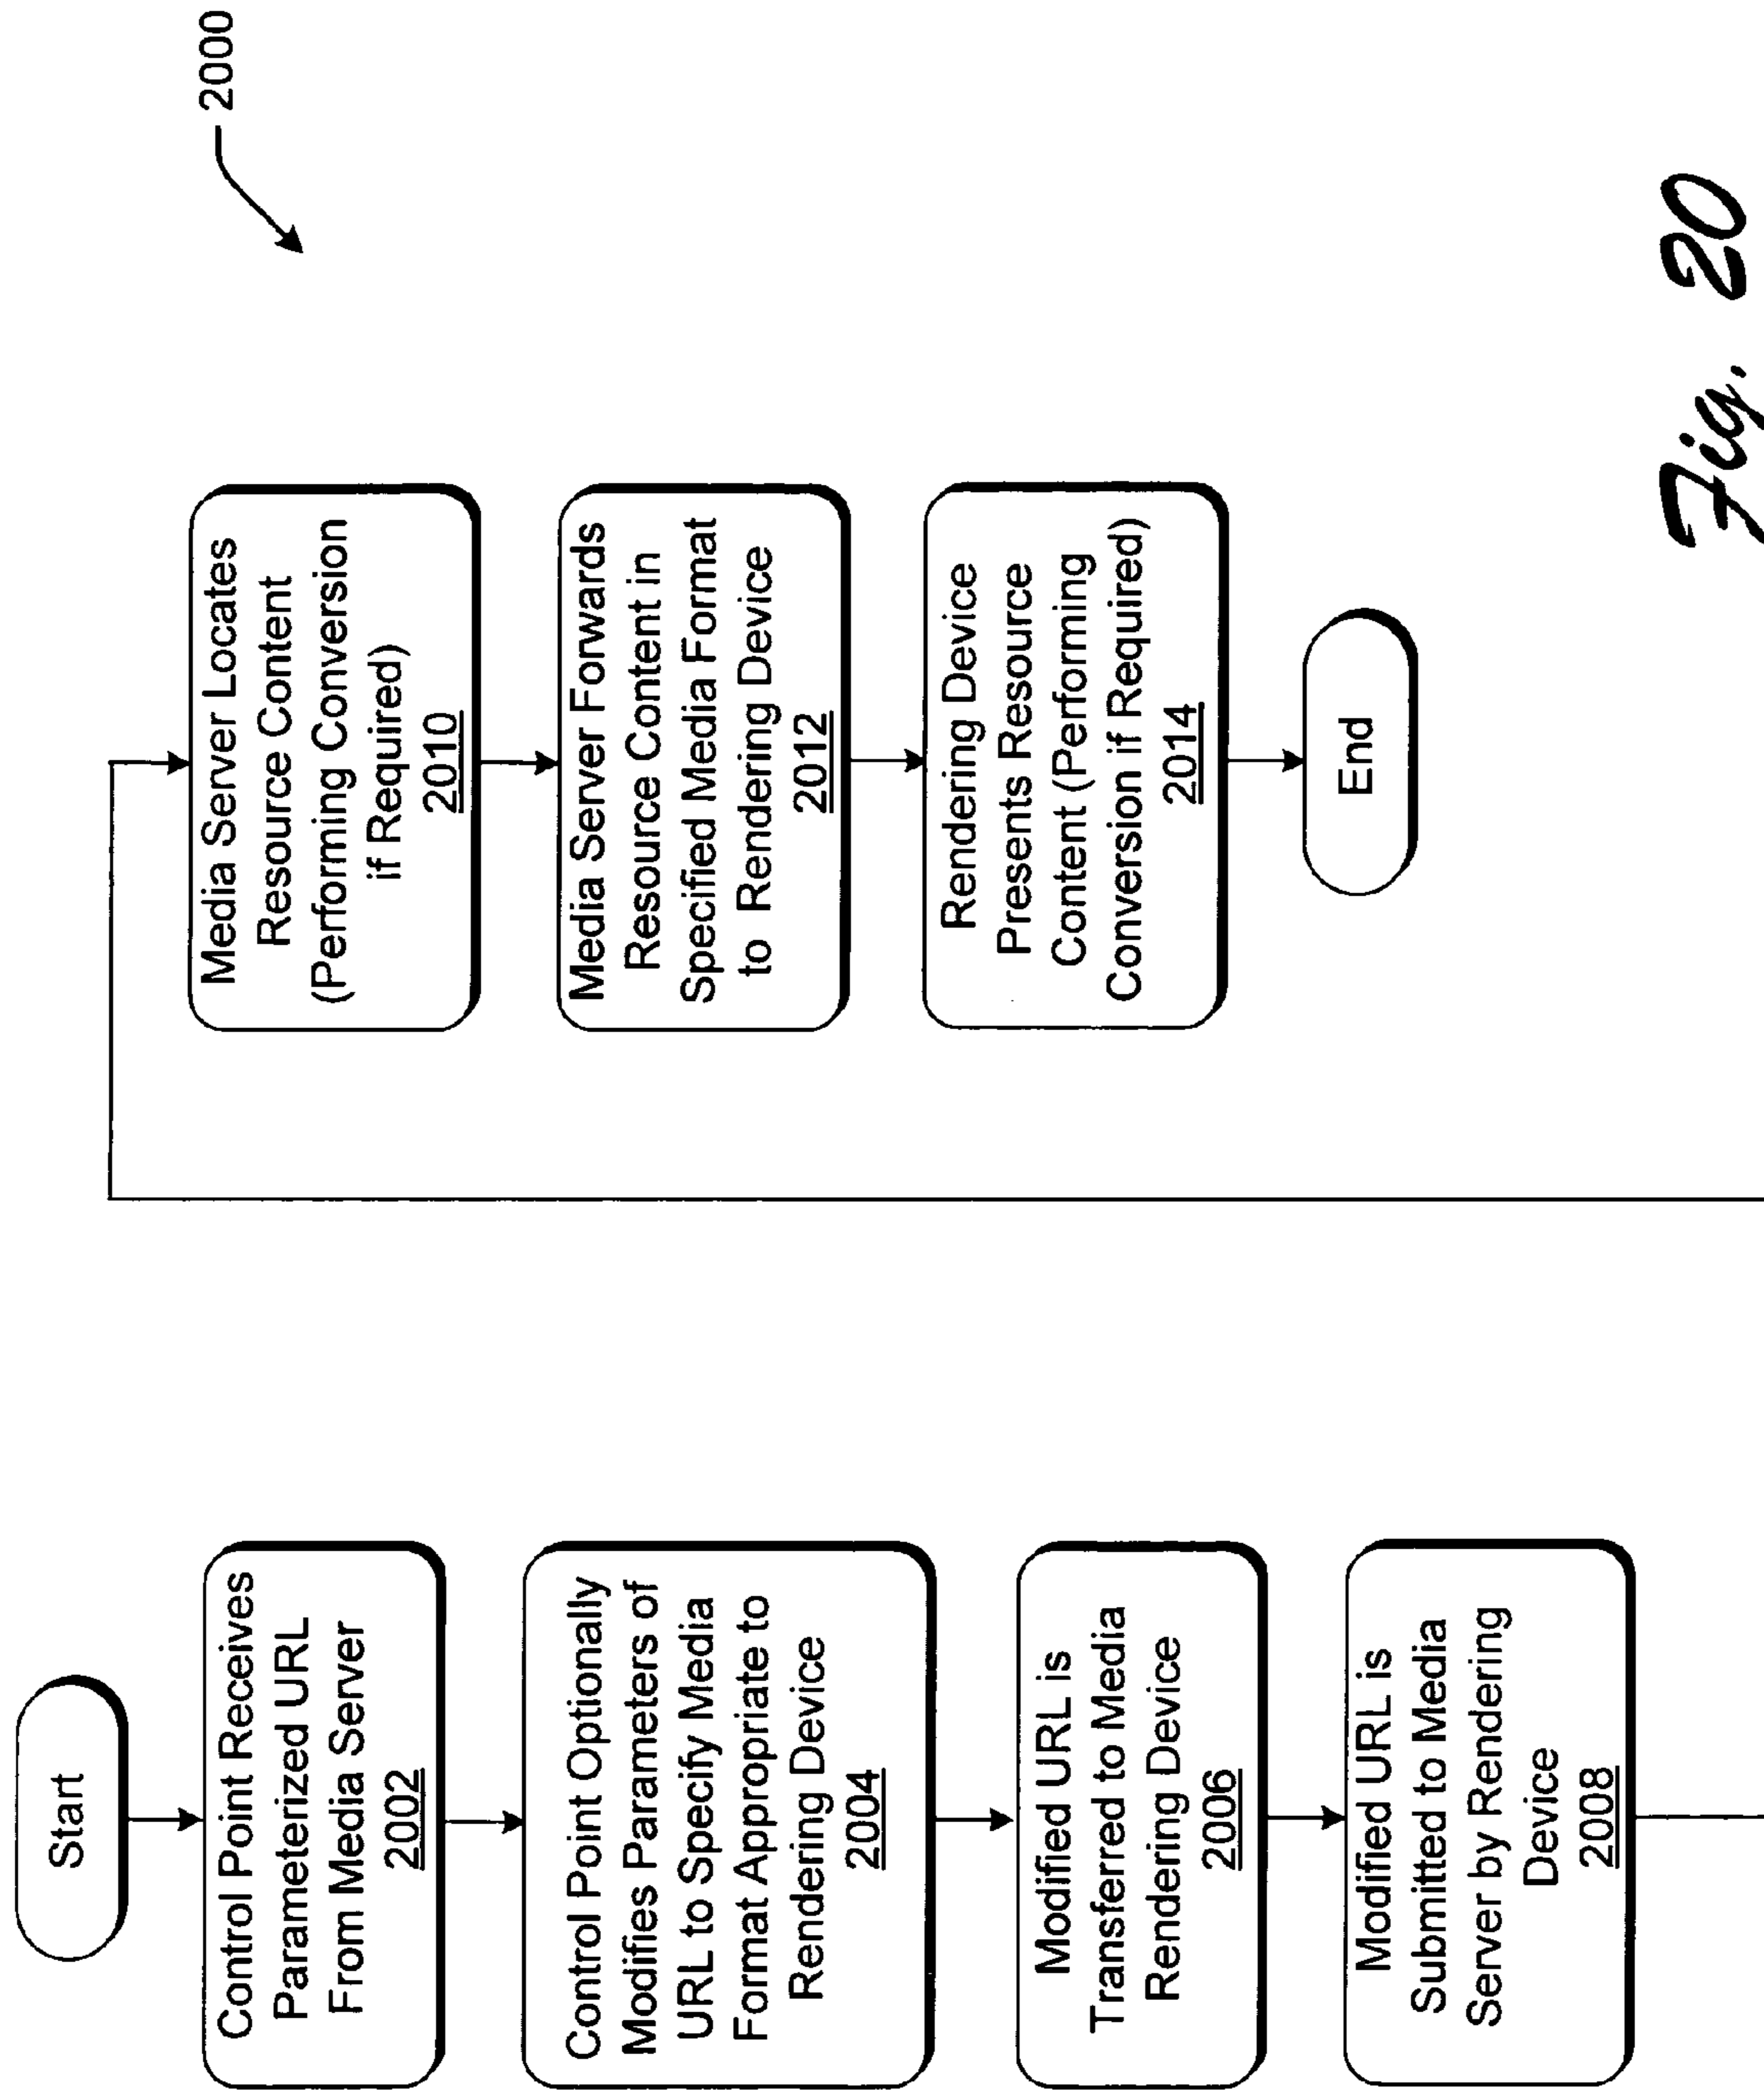 Start
Control Point Receives
Parameterized URL
From Media Server
2002
Control Point Optionally
Modifies Parameters of
URL to Specify Media
Format Appropriate to
Rendering Device
2004
Modified URL is
Transferred to Media
Rendering Device
2006
Modified URL is
Submitted to Media
Server by Rendering
Device
2008
2000
Media Server Locates
Resource Content
(Performing Conversion
if Required)
2010
Media Server Forwards
Resource Content in
Specified Media Format
to Rendering Device
2012
Rendering Device
Presents Resource
Content (Performing
Conversion if Required)
2014
End
Fig. 20